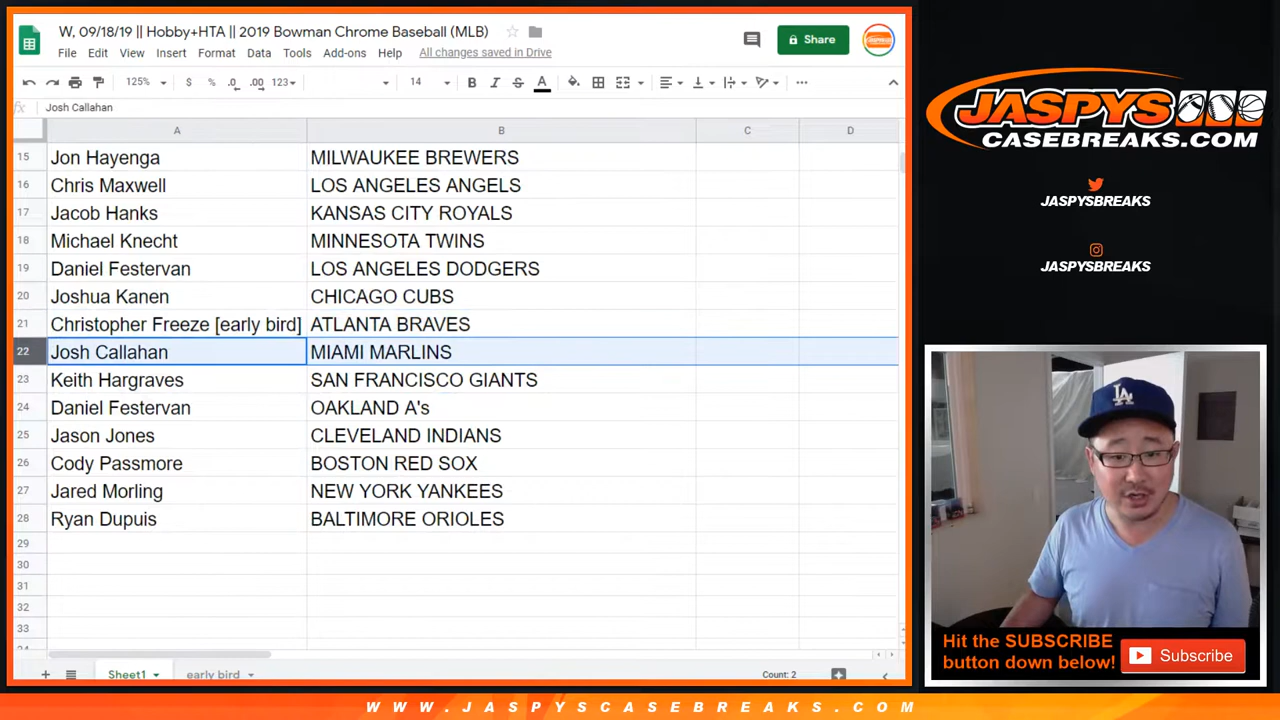 W, 09/18/19 || Hobby+HTA || 2019 Bowman Chrome Baseball (MLB)
File Edit View Insert Format Data Tools Add-ons Help All changes saved in Drive
Share
125% $ % .0 .00 123 14 B I S A
fx Josh Callahan
A B C D
15 Jon Hayenga MILWAUKEE BREWERS
16 Chris Maxwell LOS ANGELES ANGELS
17 Jacob Hanks KANSAS CITY ROYALS
18 Michael Knecht MINNESOTA TWINS
19 Daniel Festervan LOS ANGELES DODGERS
20 Joshua Kanen CHICAGO CUBS
21 Christopher Freeze [early bird] ATLANTA BRAVES
22 Josh Callahan MIAMI MARLINS
23 Keith Hargraves SAN FRANCISCO GIANTS
24 Daniel Festervan OAKLAND A's
25 Jason Jones CLEVELAND INDIANS
26 Cody Passmore BOSTON RED SOX
27 Jared Morling NEW YORK YANKEES
28 Ryan Dupuis BALTIMORE ORIOLES
29
30
31
32
33
Sheet1 early bird Count: 2
JASPYS
CASEBREAKS.COM
JASPYSBREAKS
JASPYSBREAKS
LA
Hit the SUBSCRIBE
button down below!
Subscribe
WWW.JASPYSCASEBREAKS.COM